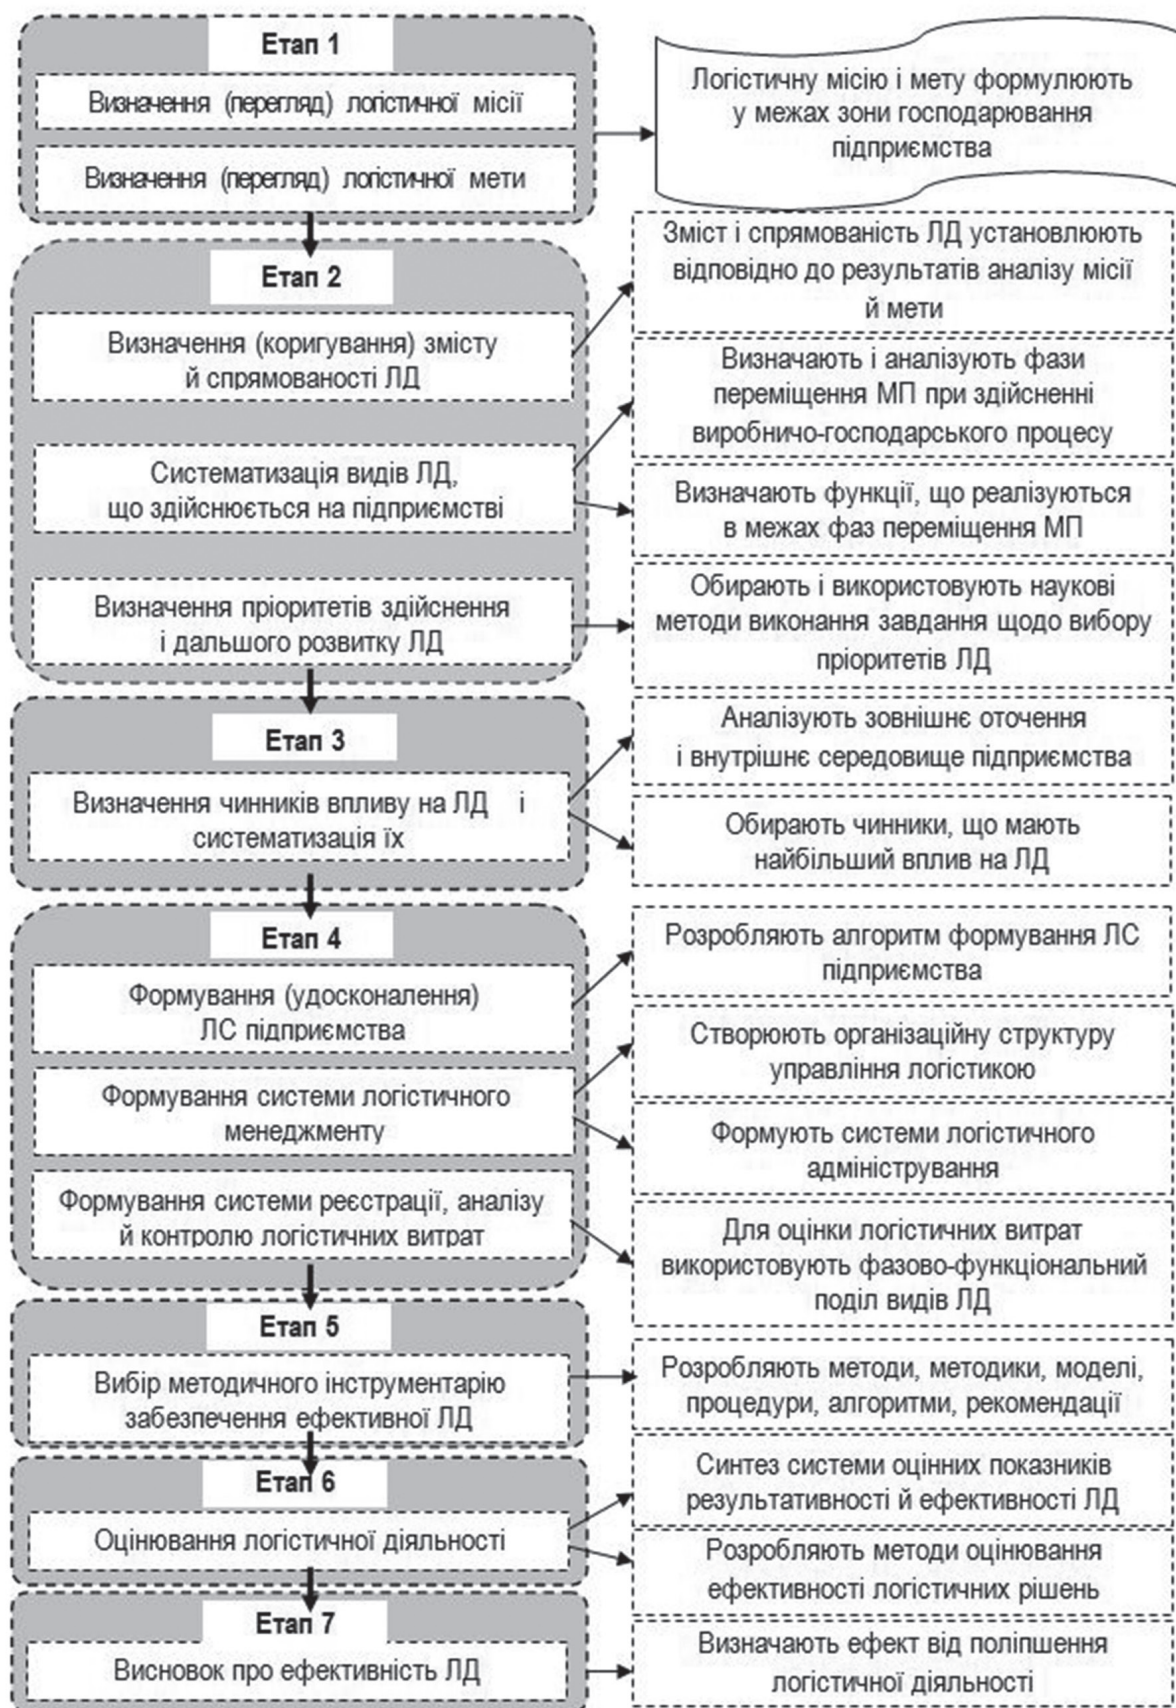 Етап 1
Визначення (перегляд) логістичної місії
Визначення (перегляд) логістичної мети
Логістичну місію і мету формулюють
у межах зони господарювання
підприємства
Етап 2
Визначення (коригування) змісту
й спрямованості ЛД
Зміст і спрямованість ЛД установлюють
відповідно до результатів аналізу місії
й мети
Систематизація видів ЛД,
що здійснюється на підприємстві
Визначають і аналізують фази
переміщення МП при здійсненні
виробничо-господарського процесу
Визначають функції, що реалізуються
в межах фаз переміщення МП
Визначення пріоритетів здійснення
і дальшого розвитку ЛД
Обирають і використовують наукові
методи виконання завдання щодо вибору
пріоритетів ЛД
Етап 3
Визначення чинників впливу на ЛД і
систематизація їх
Аналізують зовнішнє оточення
і внутрішнє середовище підприємства
Обирають чинники, що мають
найбільший вплив на ЛД
Етап 4
Формування (удосконалення)
ЛС підприємства
Розробляють алгоритм формування ЛС
підприємства
Формування системи логістичного
менеджменту
Створюють організаційну структуру
управління логістикою
Формують системи логістичного
адміністрування
Формування системи реєстрації, аналізу
й контролю логістичних витрат
Для оцінки логістичних витрат
використовують фазово-функціональний
поділ видів ЛД
Етап 5
Вибір методичного інструментарію
забезпечення ефективної ЛД
Розробляють методи, методики, моделі,
процедури, алгоритми, рекомендації
Етап 6
Оцінювання логістичної діяльності
Синтез системи оцінних показників
результативності й ефективності ЛД
Розробляють методи оцінювання
ефективності логістичних рішень
Етап 7
Висновок про ефективність ЛД
Визначають ефект від поліпшення
логістичної діяльності